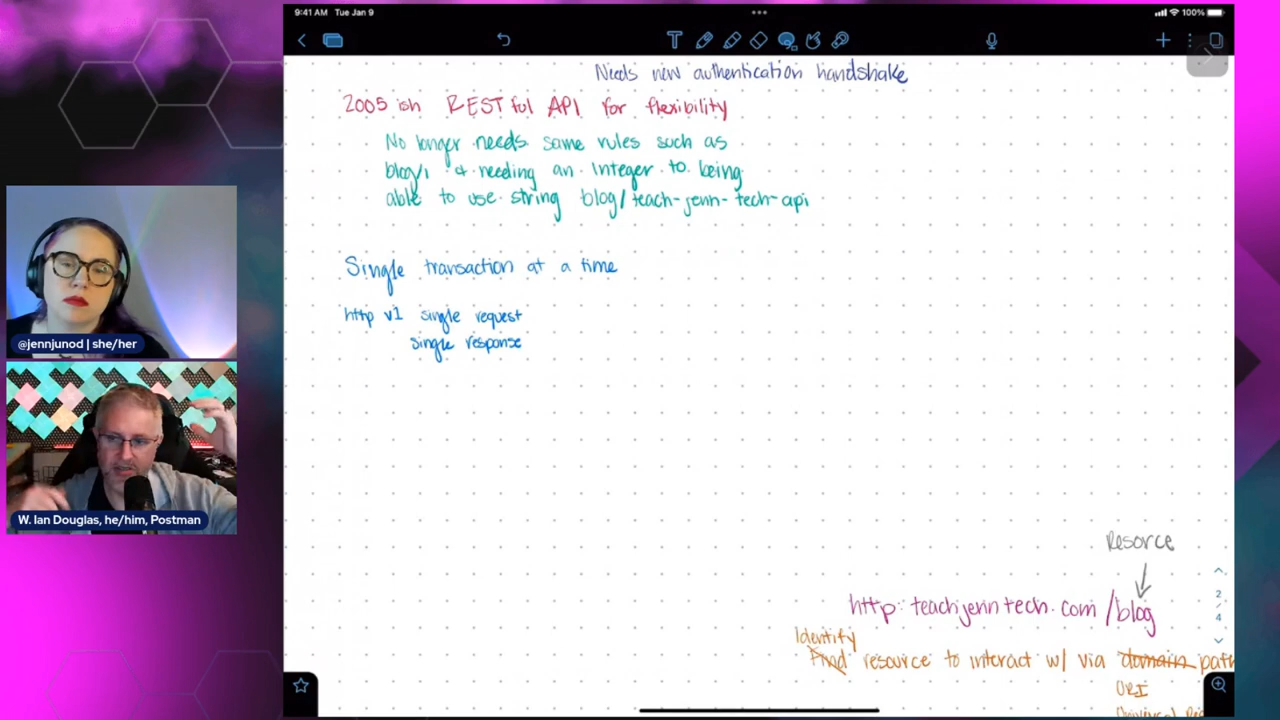 9:41 AM Tue Jan 9
100%
Needs new authentication handshake
2005 ish RESTful API for flexibility
No longer needs same rules such as
blog/1 & needing an integer to being
able to use string blog/teach-jenn-tech-api
Single transaction at a time
http v1 single request
single response
@jennjunod | she/her
W. Ian Douglas, he/him, Postman
Resorce
http: teachjenntech.com/blog
Identify
Find resource to interact w/ via domain path
URI
2
4